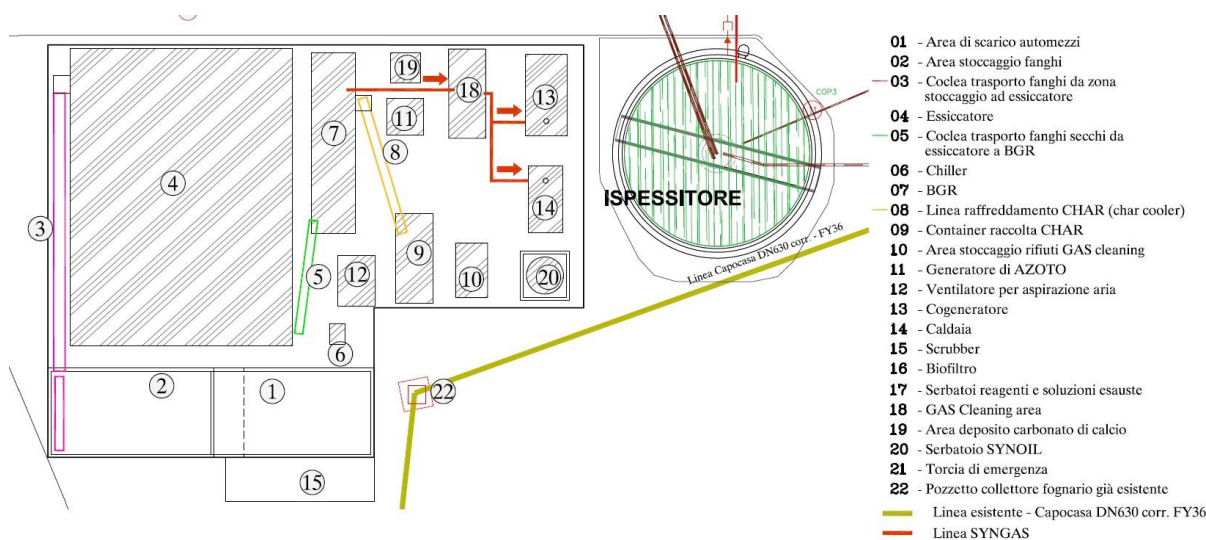 01 - Area di scarico automezzi
02 - Area stoccaggio fanghi
03 - Coclea trasporto fanghi da zona
stoccaggio ad essiccatore
04 - Essiccatore
05 - Coclea trasporto fanghi secchi da
essiccatore a BGR
06 - Chiller
07 - BGR
08 - Linea raffreddamento CHAR (char cooler)
09 - Container raccolta CHAR
10 - Area stoccaggio rifiuti GAS cleaning
11 - Generatore di AZOTO
12 - Ventilatore per aspirazione aria
13 - Cogeneratore
14 - Caldaia
15 - Scrubber
16 - Biofiltro
17 - Serbatoi reagenti e soluzioni esauste
18 - GAS Cleaning area
19 - Area deposito carbonato di calcio
20 - Serbatoio SYNOIL
21 - Torcia di emergenza
22 - Pozzetto collettore fognario già esistente
Linea esistente - Capocasa DN630 corr. FY36
Linea SYNGAS
19
18
13
11
7
8
4
3
14
9
5
12
10
20
6
2
1
22
15
COP3
ISPESSITORE
Linea Capocasa DN630 corr. - FY36